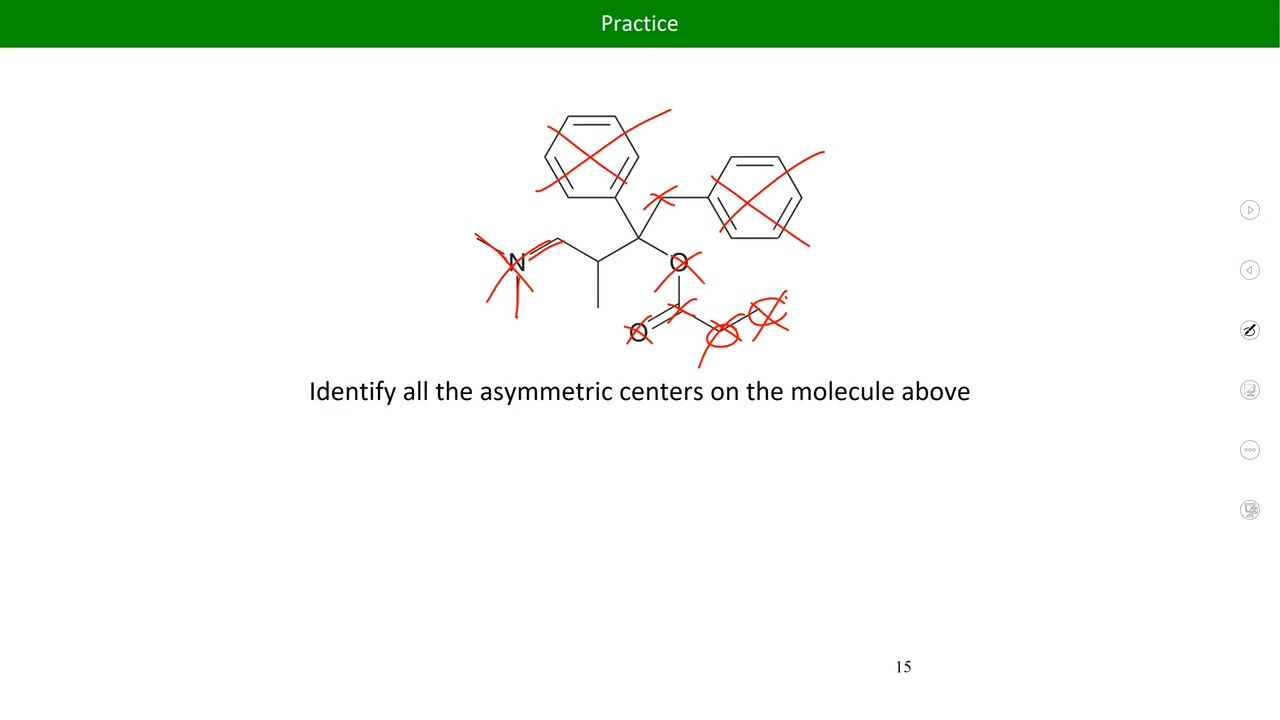 Practice
N
O
O
Identify all the asymmetric centers on the molecule above
15